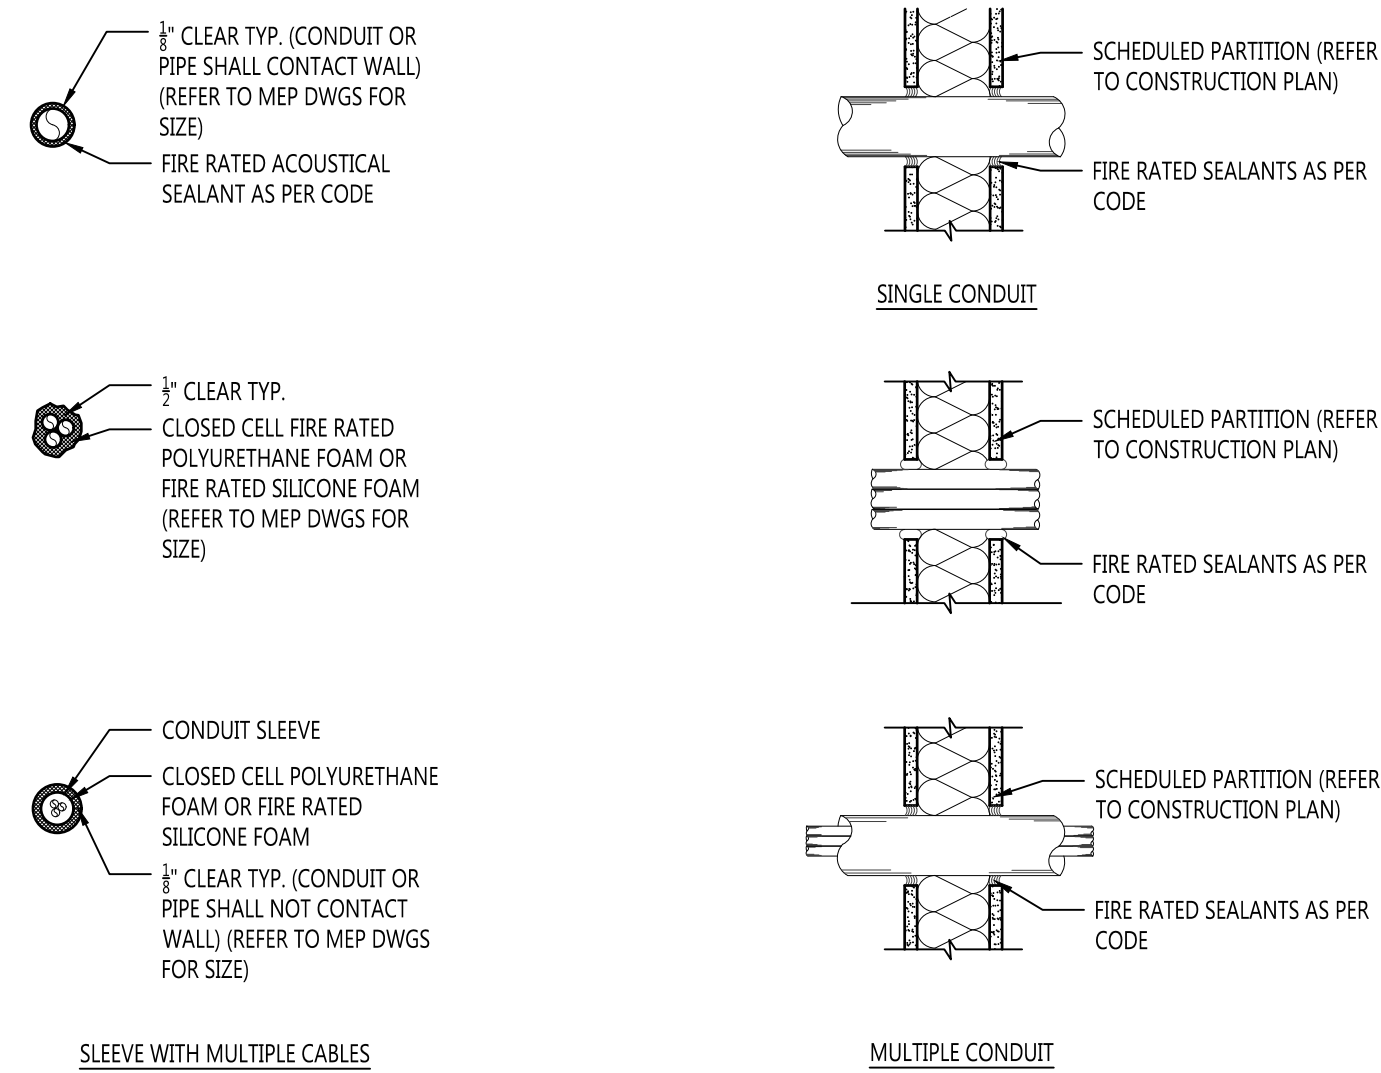 1/8" CLEAR TYP. (CONDUIT OR
PIPE SHALL CONTACT WALL)
(REFER TO MEP DWGS FOR
SIZE)
FIRE RATED ACOUSTICAL
SEALANT AS PER CODE
SCHEDULED PARTITION (REFER
TO CONSTRUCTION PLAN)
FIRE RATED SEALANTS AS PER
CODE
SINGLE CONDUIT
1/2" CLEAR TYP.
CLOSED CELL FIRE RATED
POLYURETHANE FOAM OR
FIRE RATED SILICONE FOAM
(REFER TO MEP DWGS FOR
SIZE)
SCHEDULED PARTITION (REFER
TO CONSTRUCTION PLAN)
FIRE RATED SEALANTS AS PER
CODE
CONDUIT SLEEVE
CLOSED CELL POLYURETHANE
FOAM OR FIRE RATED
SILICONE FOAM
1/8" CLEAR TYP. (CONDUIT OR
PIPE SHALL NOT CONTACT
WALL) (REFER TO MEP DWGS
FOR SIZE)
SCHEDULED PARTITION (REFER
TO CONSTRUCTION PLAN)
FIRE RATED SEALANTS AS PER
CODE
SLEEVE WITH MULTIPLE CABLES
MULTIPLE CONDUIT